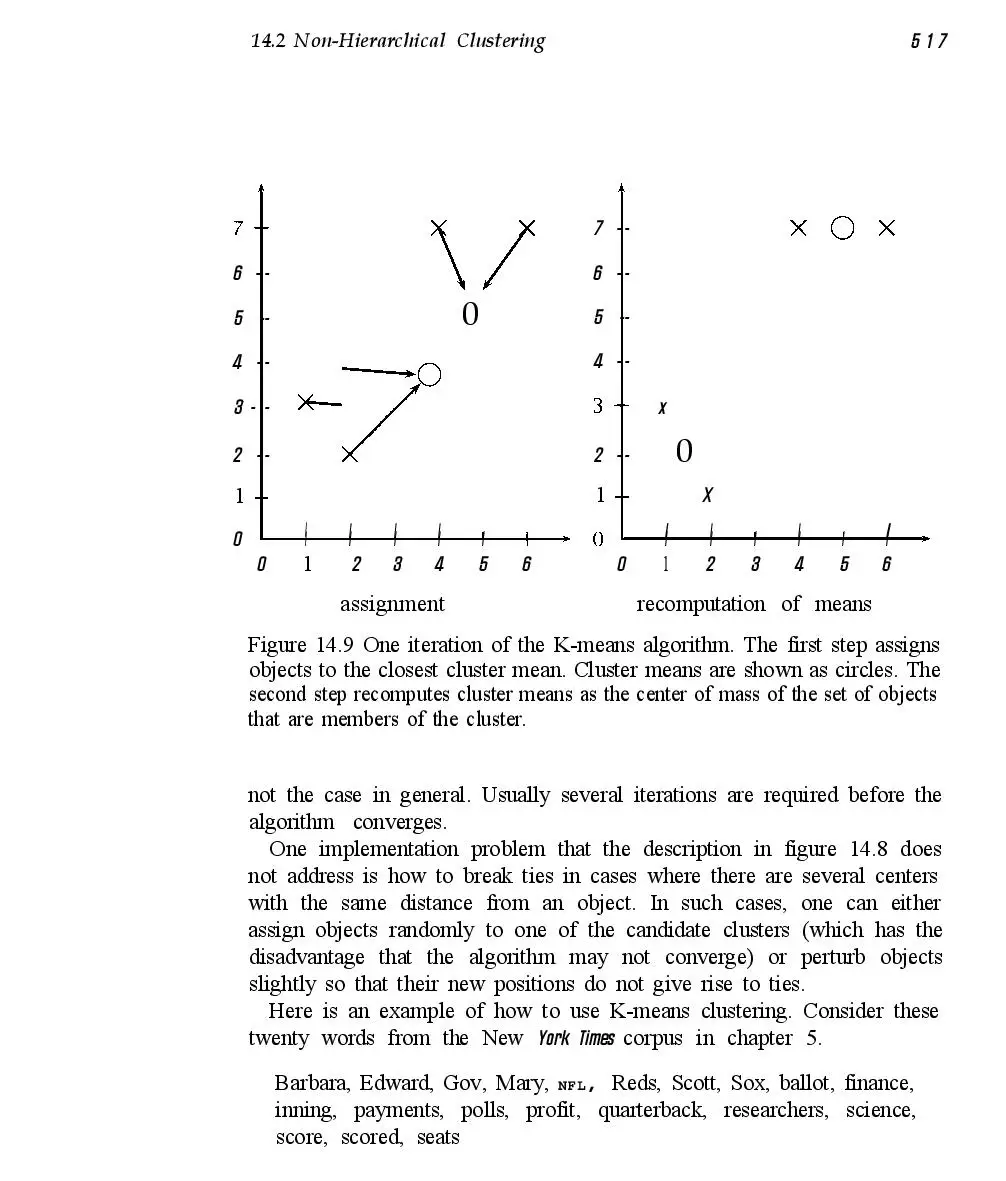 14.2 Non-Hierarchical Clustering 517
7
6
5
4
3
2
1
0
0 1 2 3 4 5 6
assignment
7
6
5
4
3
2
1
0
0 1 2 3 4 5 6
recomputation of means
Figure 14.9 One iteration of the K-means algorithm. The first step assigns
objects to the closest cluster mean. Cluster means are shown as circles. The
second step recomputes cluster means as the center of mass of the set of objects
that are members of the cluster.
not the case in general. Usually several iterations are required before the
algorithm converges.
One implementation problem that the description in figure 14.8 does
not address is how to break ties in cases where there are several centers
with the same distance from an object. In such cases, one can either
assign objects randomly to one of the candidate clusters (which has the
disadvantage that the algorithm may not converge) or perturb objects
slightly so that their new positions do not give rise to ties.
Here is an example of how to use K-means clustering. Consider these
twenty words from the New York Times corpus in chapter 5.
Barbara, Edward, Gov, Mary, NFL, Reds, Scott, Sox, ballot, finance,
inning, payments, polls, profit, quarterback, researchers, science,
score, scored, seats